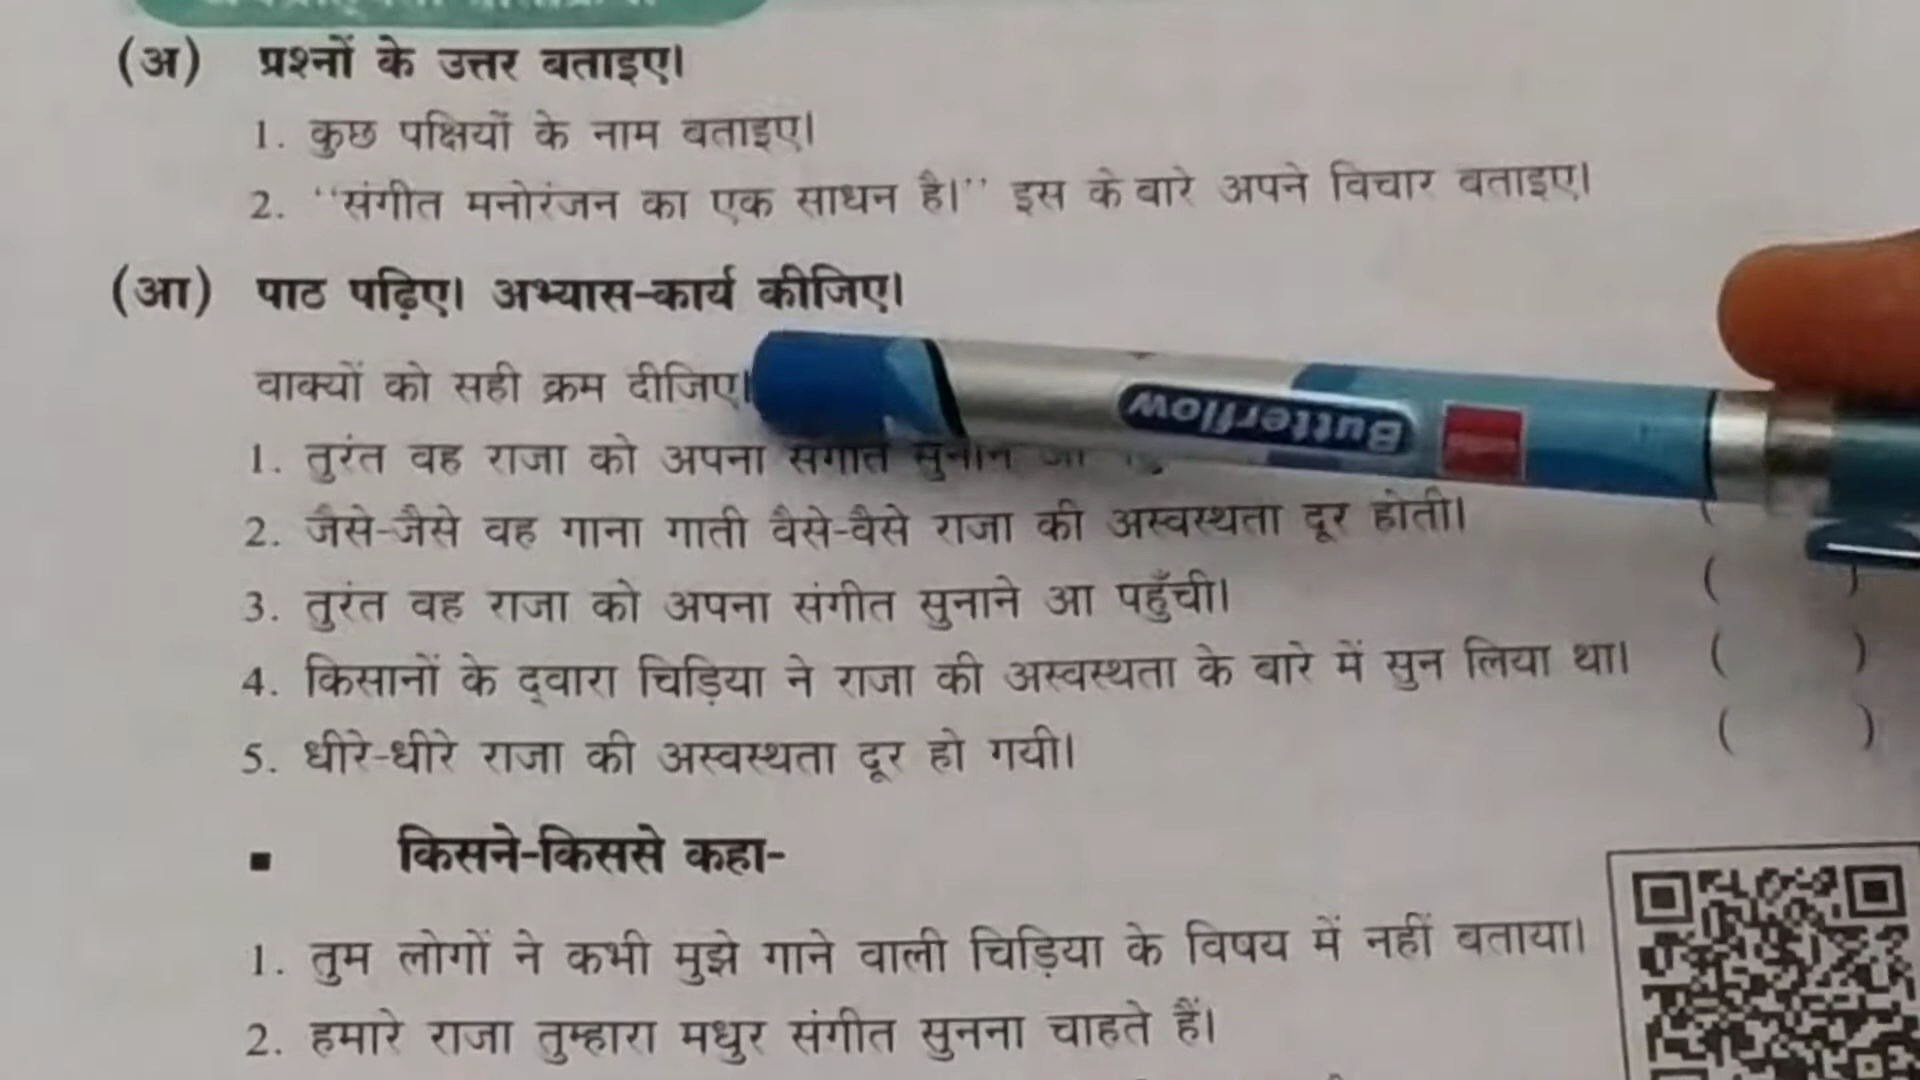 (अ) प्रश्नों के उत्तर बताइए।
1. कुछ पक्षियों के नाम बताइए।
2. “संगीत मनोरंजन का एक साधन है।” इस के बारे अपने विचार बताइए।
(आ) पाठ पढ़िए। अभ्यास-कार्य कीजिए।
वाक्यों को सही क्रम दीजिए।
Butterflow
1. तुरंत वह राजा को अपना संगीत सुनाने
2. जैसे-जैसे वह गाना गाती वैसे-वैसे राजा की अस्वस्थता दूर होती। (
3. तुरंत वह राजा को अपना संगीत सुनाने आ पहुँची। ( )
4. किसानों के द्वारा चिड़िया ने राजा की अस्वस्थता के बारे में सुन लिया था। ( )
5. धीरे-धीरे राजा की अस्वस्थता दूर हो गयी। ( )
▪ किसने-किससे कहा-
1. तुम लोगों ने कभी मुझे गाने वाली चिड़िया के विषय में नहीं बताया।
2. हमारे राजा तुम्हारा मधुर संगीत सुनना चाहते हैं।